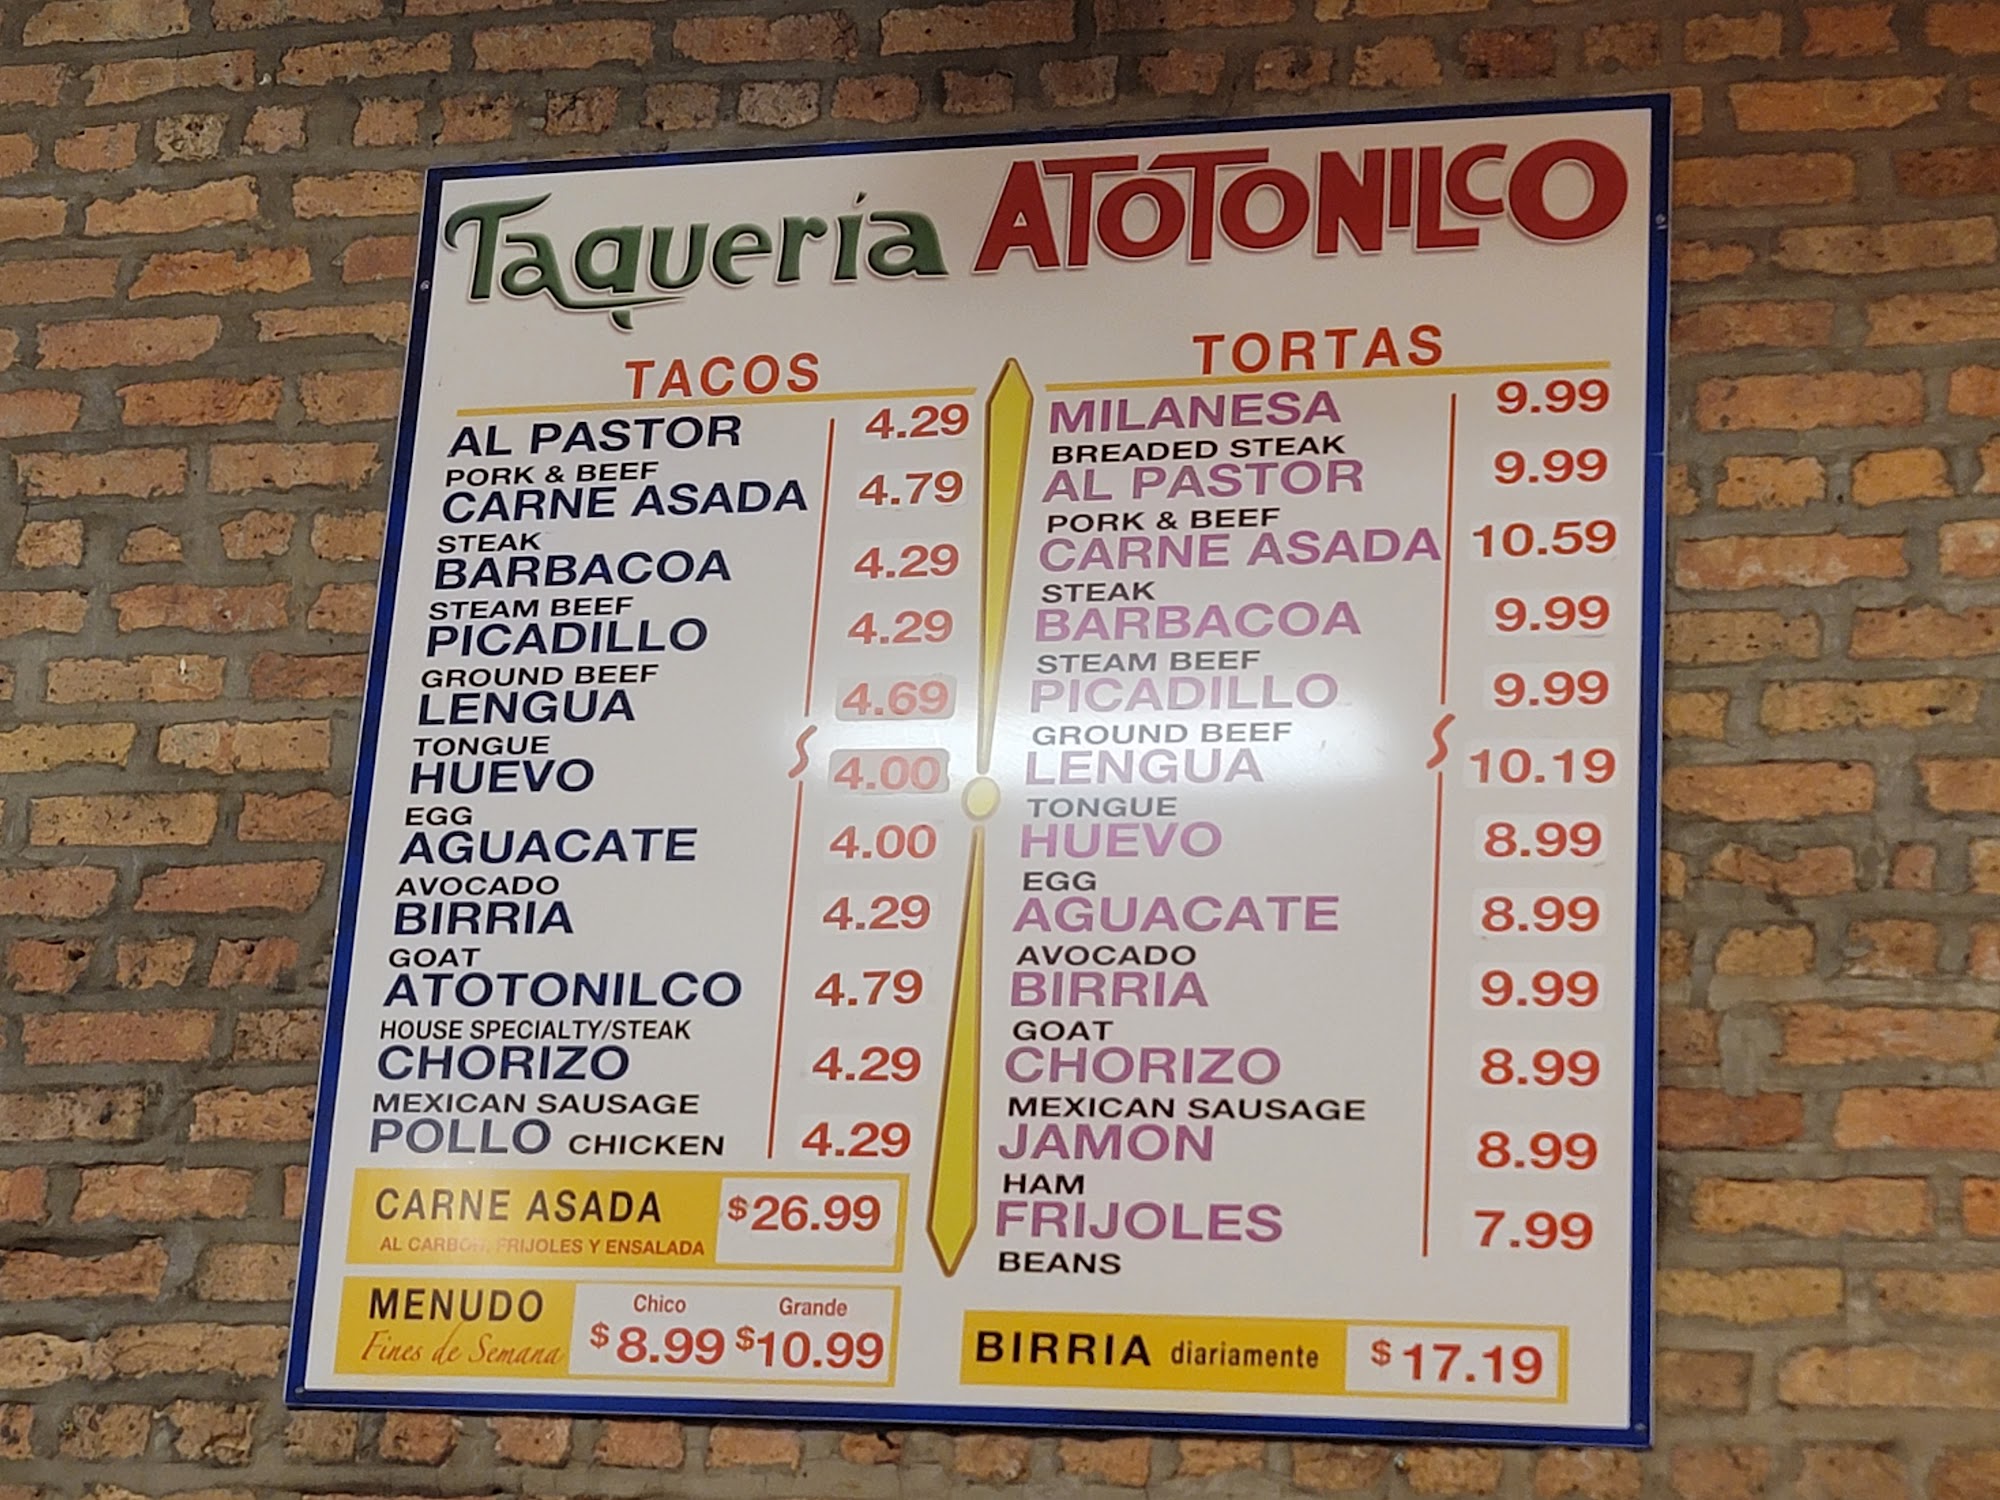 Taquería ATOTONILCO
TACOS
AL PASTOR 4.29
PORK & BEEF
CARNE ASADA 4.79
STEAK
BARBACOA 4.29
STEAM BEEF
PICADILLO 4.29
GROUND BEEF
LENGUA 4.69
TONGUE
HUEVO 4.00
EGG
AGUACATE 4.00
AVOCADO
BIRRIA 4.29
GOAT
ATOTONILCO 4.79
HOUSE SPECIALTY/STEAK
CHORIZO 4.29
MEXICAN SAUSAGE
POLLO CHICKEN 4.29
CARNE ASADA $26.99
AL CARBON, FRIJOLES Y ENSALADA
MENUDO Chico Grande
Fines de Semana $8.99 $10.99
TORTAS
MILANESA 9.99
BREADED STEAK
AL PASTOR 9.99
PORK & BEEF
CARNE ASADA 10.59
STEAK
BARBACOA 9.99
STEAM BEEF
PICADILLO 9.99
GROUND BEEF
LENGUA 10.19
TONGUE
HUEVO 8.99
EGG
AGUACATE 8.99
AVOCADO
BIRRIA 9.99
GOAT
CHORIZO 8.99
MEXICAN SAUSAGE
JAMON 8.99
HAM
FRIJOLES 7.99
BEANS
BIRRIA diariamente $17.19